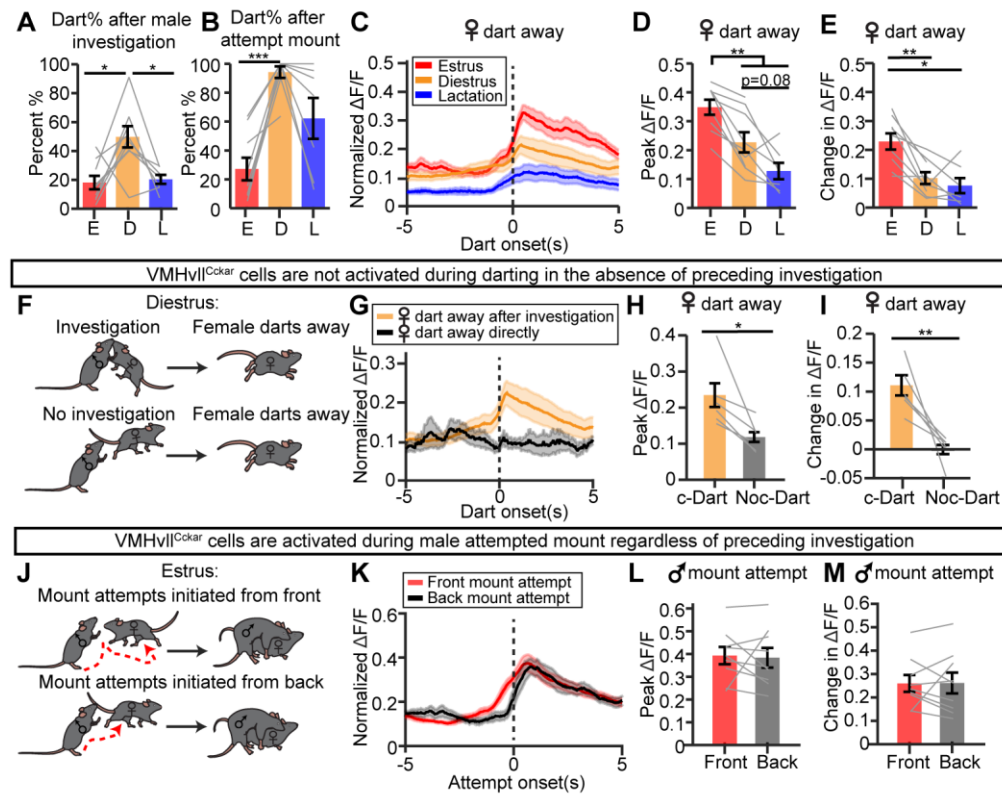 A Dart% after male investigation
Percent %
100
80
60
40
20
0
* *
E D L
B Dart% after attempt mount
Percent %
100
80
60
40
20
0
***
E D L
C ♀ dart away
Normalized ΔF/F
0.5
0.4
0.3
0.2
0.1
0
Estrus
Diestrus
Lactation
-5 0 5
Dart onset(s)
D ♀ dart away
Peak ΔF/F
0.5
0.4
0.3
0.2
0.1
0
**
p=0.08
E D L
E ♀ dart away
Change in ΔF/F
0.5
0.4
0.3
0.2
0.1
0
**
*
E D L
VMHvll^Cckar cells are not activated during darting in the absence of preceding investigation
F Diestrus:
Investigation Female darts away
♂ ♀ ♀
No investigation Female darts away
♂ ♀ ♀
G ♀ dart away after investigation
♀ dart away directly
Normalized ΔF/F
0.3
0.2
0.1
0
-5 0 5
Dart onset(s)
H ♀ dart away
Peak ΔF/F
0.4
0.3
0.2
0.1
0
*
c-Dart Noc-Dart
I ♀ dart away
Change in ΔF/F
0.2
0.15
0.1
0.05
0
-0.05
**
c-Dart Noc-Dart
VMHvll^Cckar cells are activated during male attempted mount regardless of preceding investigation
J Estrus:
Mount attempts initiated from front
♂ ♀ ♂ ♀
Mount attempts initiated from back
♂ ♀ ♂ ♀
K Front mount attempt
Back mount attempt
Normalized ΔF/F
0.6
0.4
0.2
0
-5 0 5
Attempt onset(s)
L ♂ mount attempt
Peak ΔF/F
0.6
0.5
0.4
0.3
0.2
0.1
0
Front Back
M ♂ mount attempt
Change in ΔF/F
0.6
0.5
0.4
0.3
0.2
0.1
0
Front Back